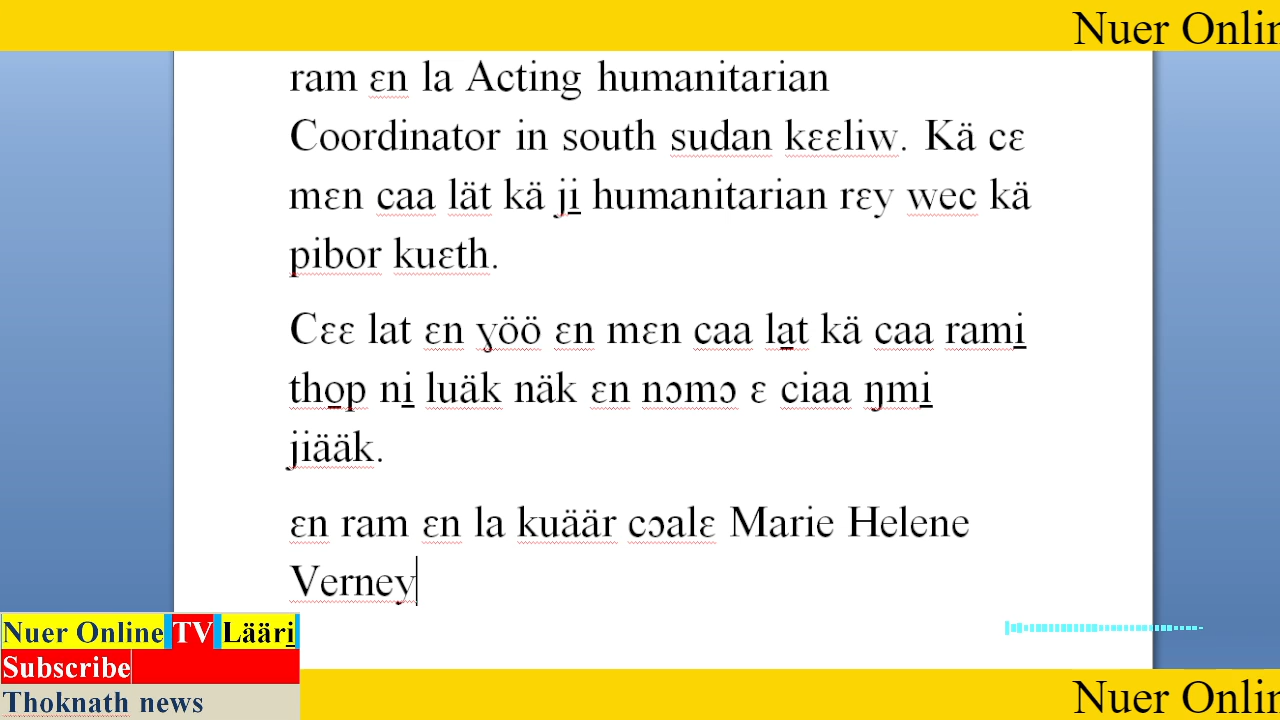 Nuer Onlin
ram ɛn la Acting humanitarian
Coordinator in south sudan kɛɛliw. Kä cɛ
mɛn caa lät kä ji̱ humanitarian rɛy wec kä
pibor kuɛth.
Cɛɛ lat ɛn ɣöö ɛn mɛn caa la̱t kä caa rami̱
tho̱p ni̱ luäk näk ɛn nɔmɔ ɛ ciaa ŋmi̱
jiääk.
ɛn ram ɛn la kuäär cɔalɛ Marie Helene
Verney
Nuer Online TV Lääri̱
Subscribe
Thoknath news
Nuer Onlin